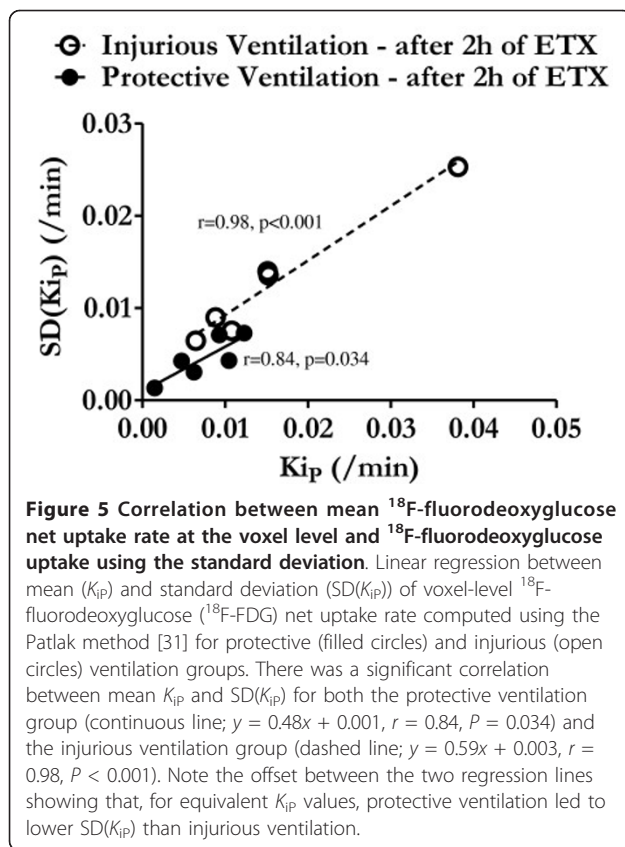 Injurious Ventilation - after 2h of ETX
Protective Ventilation - after 2h of ETX
0.03
0.02
0.01
0.00
SD(KiP) (/min)
r=0.98, p<0.001
r=0.84, p=0.034
0.00 0.01 0.02 0.03 0.04 0.05
KiP (/min)
Figure 5 Correlation between mean ¹⁸F-fluorodeoxyglucose
net uptake rate at the voxel level and ¹⁸F-fluorodeoxyglucose
uptake using the standard deviation. Linear regression between
mean (KiP) and standard deviation (SD(KiP)) of voxel-level ¹⁸F-
fluorodeoxyglucose (¹⁸F-FDG) net uptake rate computed using the
Patlak method [31] for protective (filled circles) and injurious (open
circles) ventilation groups. There was a significant correlation
between mean KiP and SD(KiP) for both the protective ventilation
group (continuous line; y = 0.48x + 0.001, r = 0.84, P = 0.034) and
the injurious ventilation group (dashed line; y = 0.59x + 0.003, r =
0.98, P < 0.001). Note the offset between the two regression lines
showing that, for equivalent KiP values, protective ventilation led to
lower SD(KiP) than injurious ventilation.